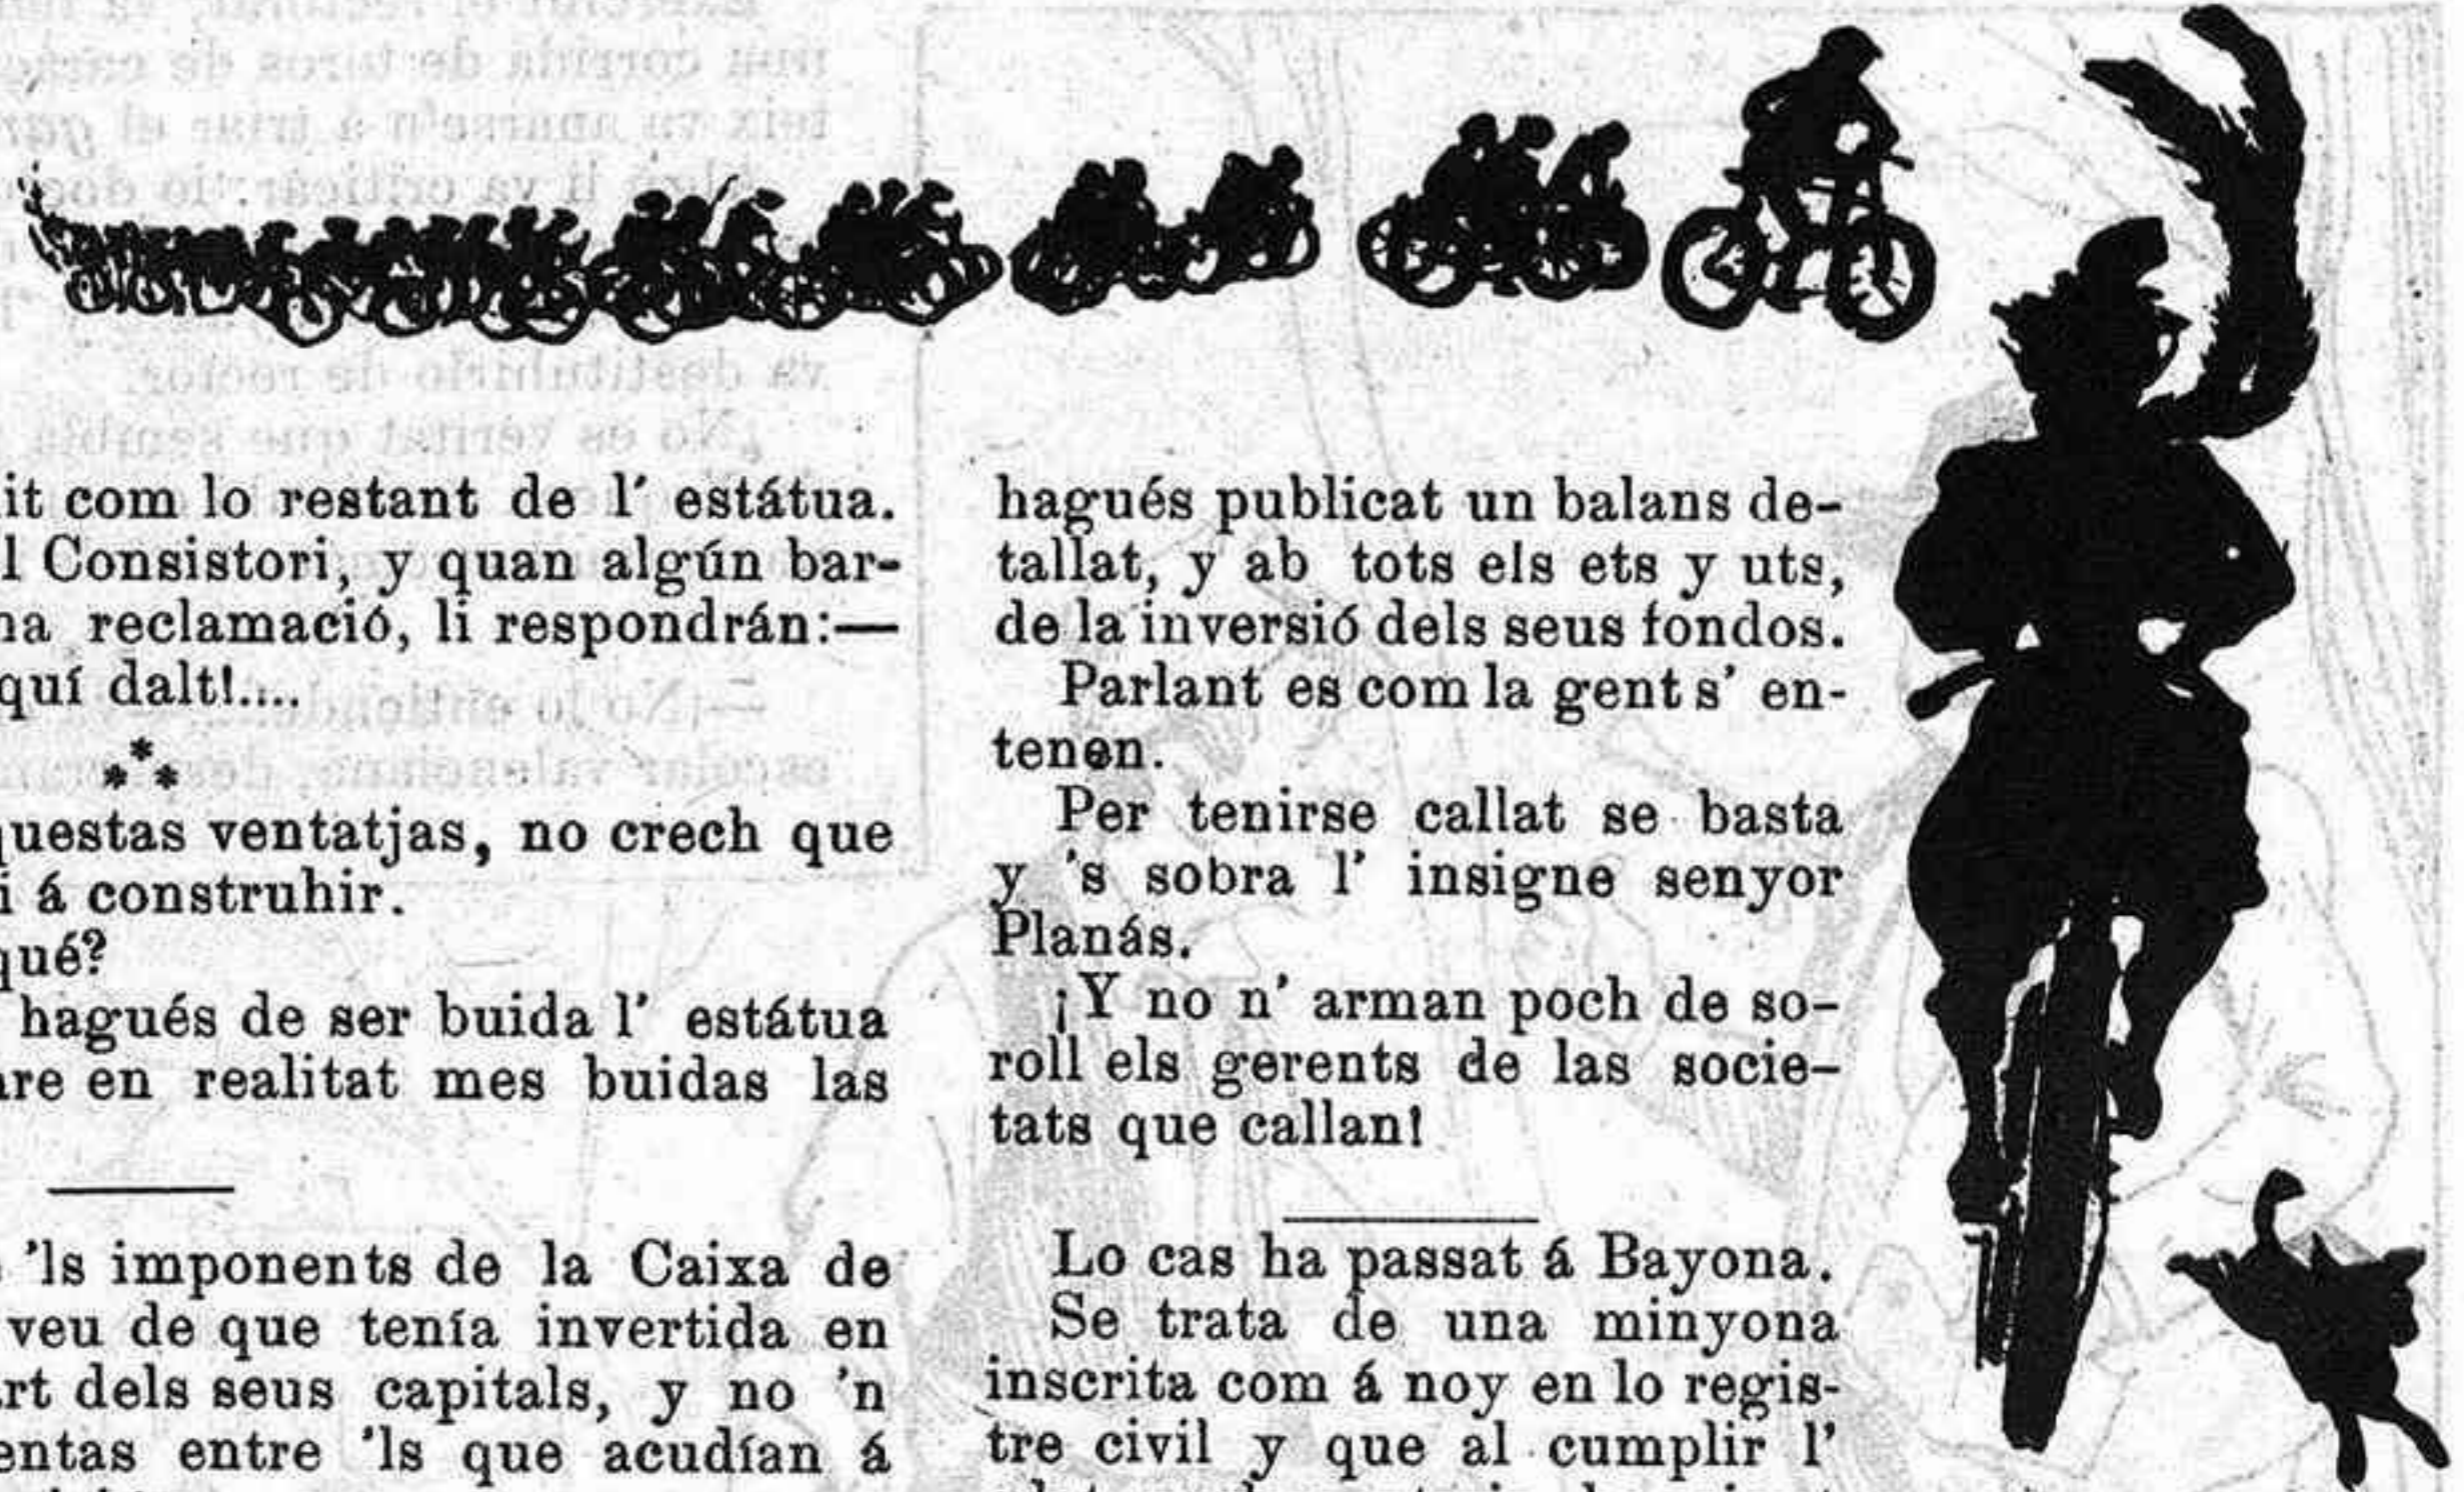 it com lo restant de l' estátua.
l Consistori, y quan algún bar-
na reclamació, li respondrán:—
quí dalt!....
***
questas ventatjas, no crech que
i á construhir.
qué?
hagués de ser buida l' estátua
are en realitat mes buidas las
'ls imponents de la Caixa de
veu de que tenía invertida en
rt dels seus capitals, y no 'n
entas entre 'ls que acudían á
hagués publicat un balans de-
tallat, y ab tots els ets y uts,
de la inversió dels seus fondos.
Parlant es com la gent s' en-
tenen.
Per tenirse callat se basta
y 's sobra l' insigne senyor
Planás.
¡Y no n' arman poch de so-
roll els gerents de las socie-
tats que callan!
Lo cas ha passat á Bayona.
Se trata de una minyona
inscrita com á noy en lo regis-
tre civil y que al cumplir l'